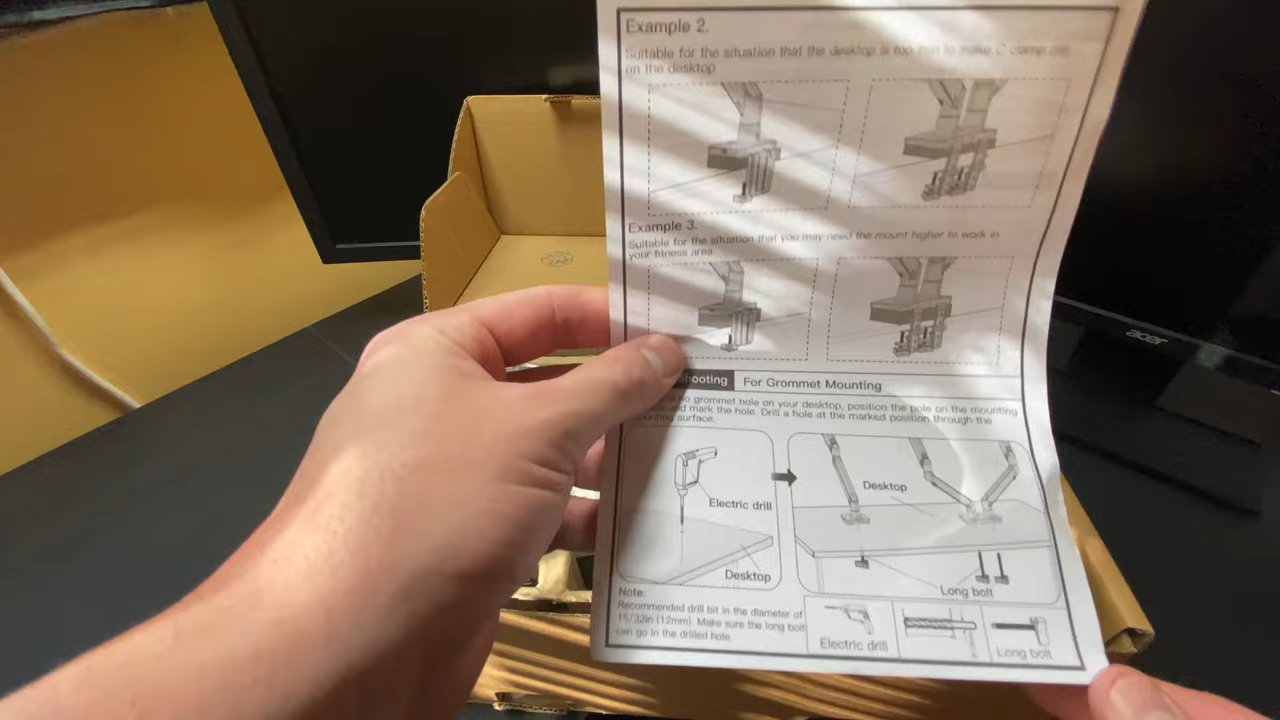 Example 2.
Suitable for the situation that the desktop is too thin to make C clamp
on the desktop
Example 3.
Suitable for the situation that you may need the mount higher to work in
your fitness area
hooting
For Grommet Mounting
no grommet hole on your desktop, position the pole on the mounting
and mark the hole. Drill a hole at the marked position through the
surface.
Electric drill
Desktop
Desktop
Long bolt
Note:
Recommended drill bit in the diameter of
15/32in (12mm). Make sure the long bolt
can go in the drilled hole.
Electric drill
Long bolt
acer